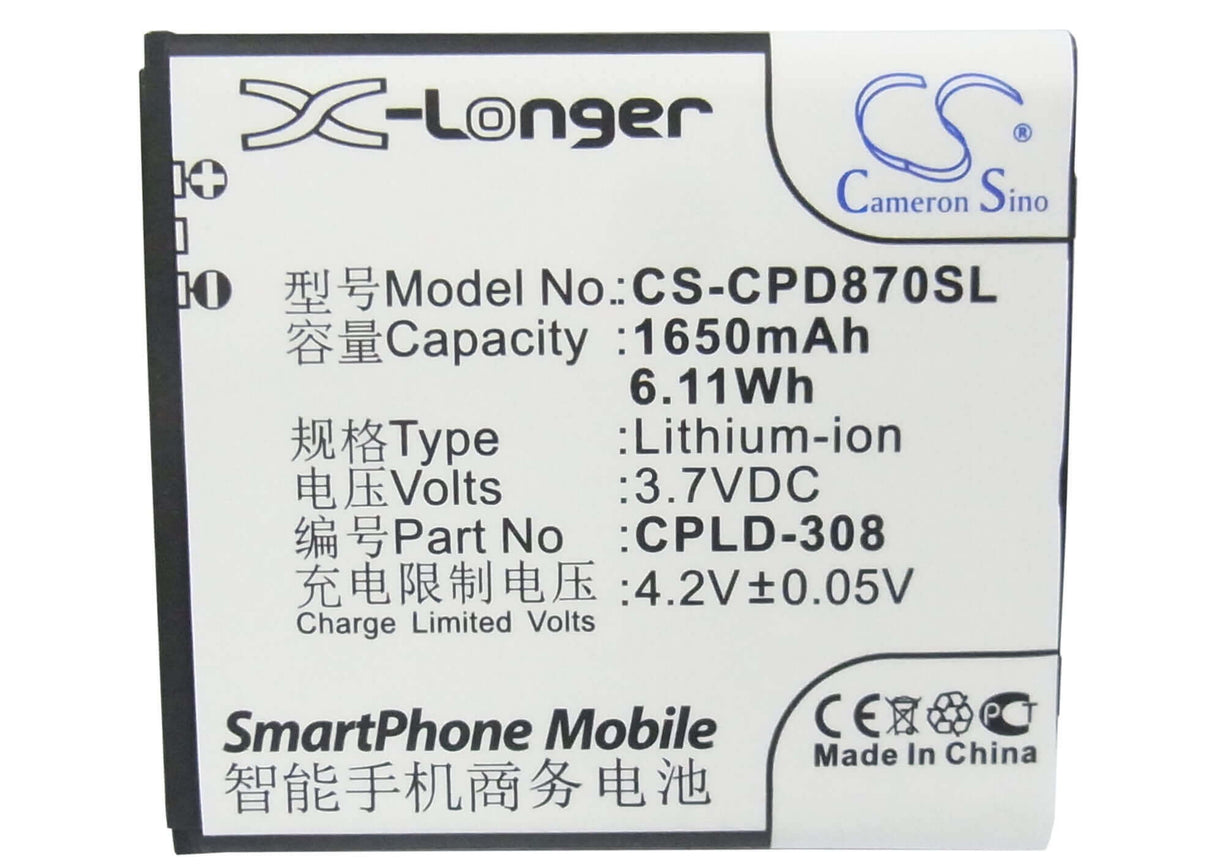 X-Longer
CS®
Cameron Sino
型号Model No.:CS-CPD870SL
容量Capacity :1650mAh
6.11Wh
规格Type :Lithium-ion
电压Volts :3.7VDC
编号Part No :CPLD-308
充电限制电压 :4.2V±0.05V
Charge Limited Volts
SmartPhone Mobile
智能手机商务电池
CE PCT
Made In China